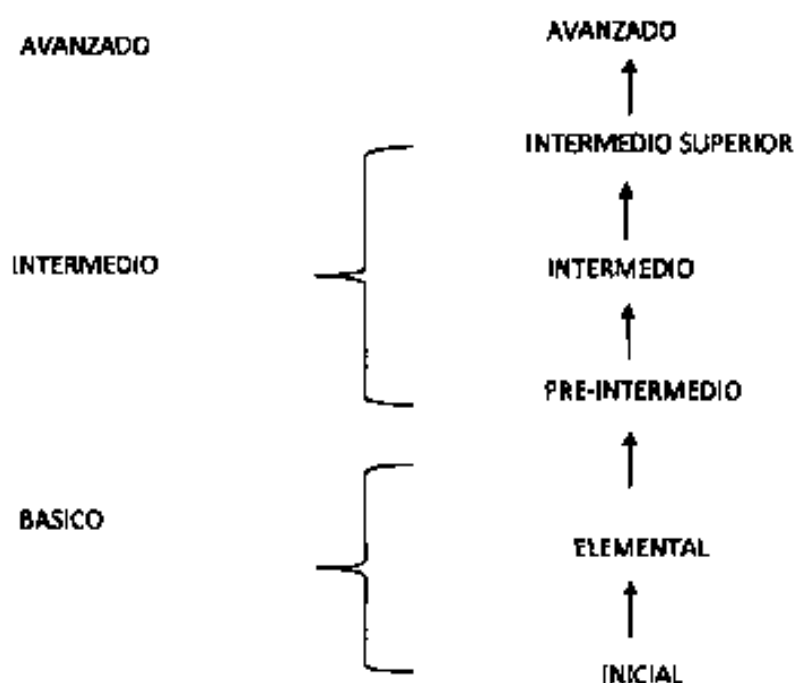 AVANZADO AVANZADO
INTERMEDIO SUPERIOR
INTERMEDIO INTERMEDIO
PRE-INTERMEDIO
BASICO
ELEMENTAL
INICIAL